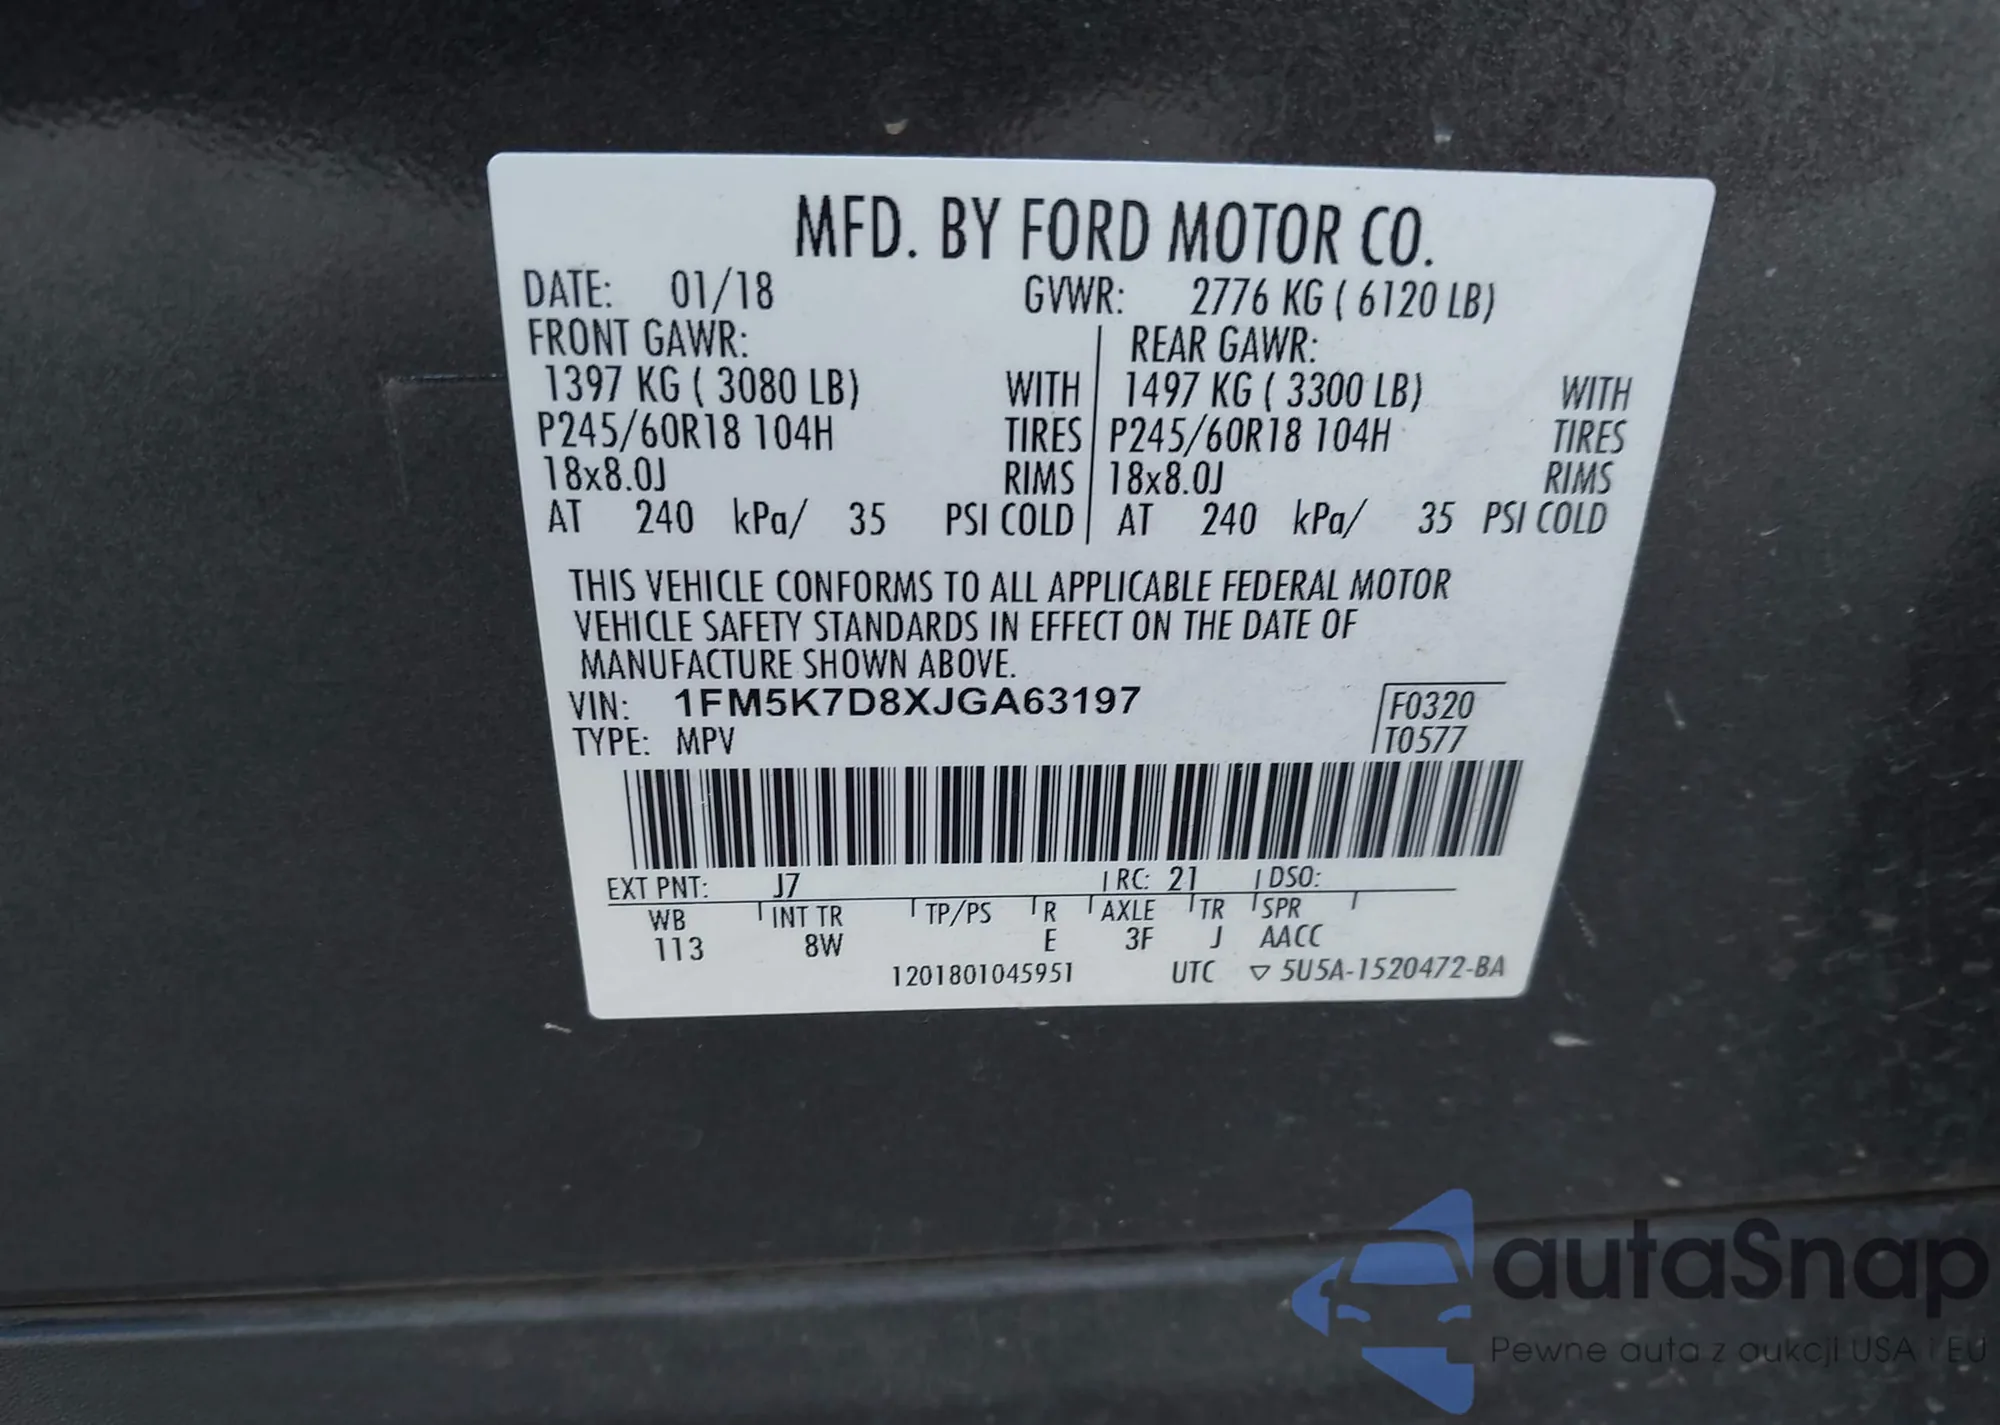 MFD. BY FORD MOTOR CO.
DATE: 01/18 GVWR: 2776 KG ( 6120 LB)
FRONT GAWR: REAR GAWR:
1397 KG ( 3080 LB) WITH 1497 KG ( 3300 LB) WITH
P245/60R18 104H TIRES P245/60R18 104H TIRES
18x8.0J RIMS 18x8.0J RIMS
AT 240 kPa/ 35 PSI COLD AT 240 kPa/ 35 PSI COLD
THIS VEHICLE CONFORMS TO ALL APPLICABLE FEDERAL MOTOR
VEHICLE SAFETY STANDARDS IN EFFECT ON THE DATE OF
MANUFACTURE SHOWN ABOVE.
VIN: 1FM5K7D8XJGA63197 F0320
TYPE: MPV T0577
EXT PNT: J7 RC: 21 DSO:
WB INT TR TP/PS R AXLE TR SPR
113 8W E 3F J AACC
1201801045951 UTC ▽ 5U5A-1520472-BA
autaSnap
Pewne auta z aukcji USA i EU